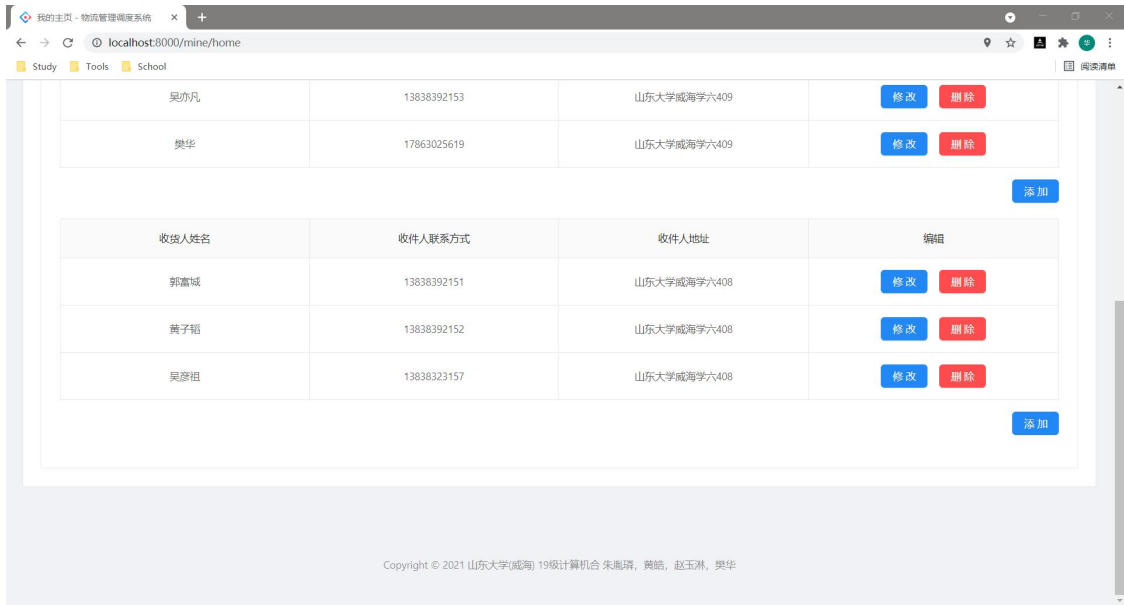 我的主页 - 物流管理调度系统
localhost:8000/mine/home
华
Study Tools School 阅读清单
吴亦凡 13838392153 山东大学威海学六409 修改 删除
樊华 17863025619 山东大学威海学六409 修改 删除
添加
收货人姓名 收件人联系方式 收件人地址 编辑
郭富城 13838392151 山东大学威海学六408 修改 删除
黄子韬 13838392152 山东大学威海学六408 修改 删除
吴彦祖 13838323157 山东大学威海学六408 修改 删除
添加
Copyright © 2021 山东大学(威海) 19级计算机合 朱胤璘，黄皓，赵玉淋，樊华